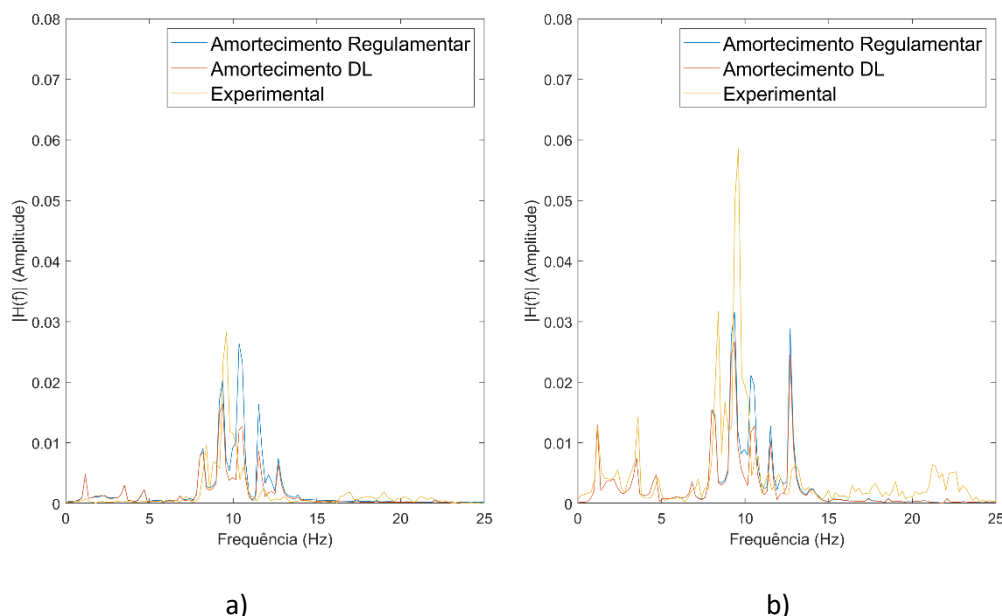 0.08
0.07
0.06
0.05
0.04
0.03
0.02
0.01
0
|H(f)| (Amplitude)
Amortecimento Regulamentar
Amortecimento DL
Experimental
0 5 10 15 20 25
Frequência (Hz)
a)
0.08
0.07
0.06
0.05
0.04
0.03
0.02
0.01
0
|H(f)| (Amplitude)
Amortecimento Regulamentar
Amortecimento DL
Experimental
0 5 10 15 20 25
Frequência (Hz)
b)